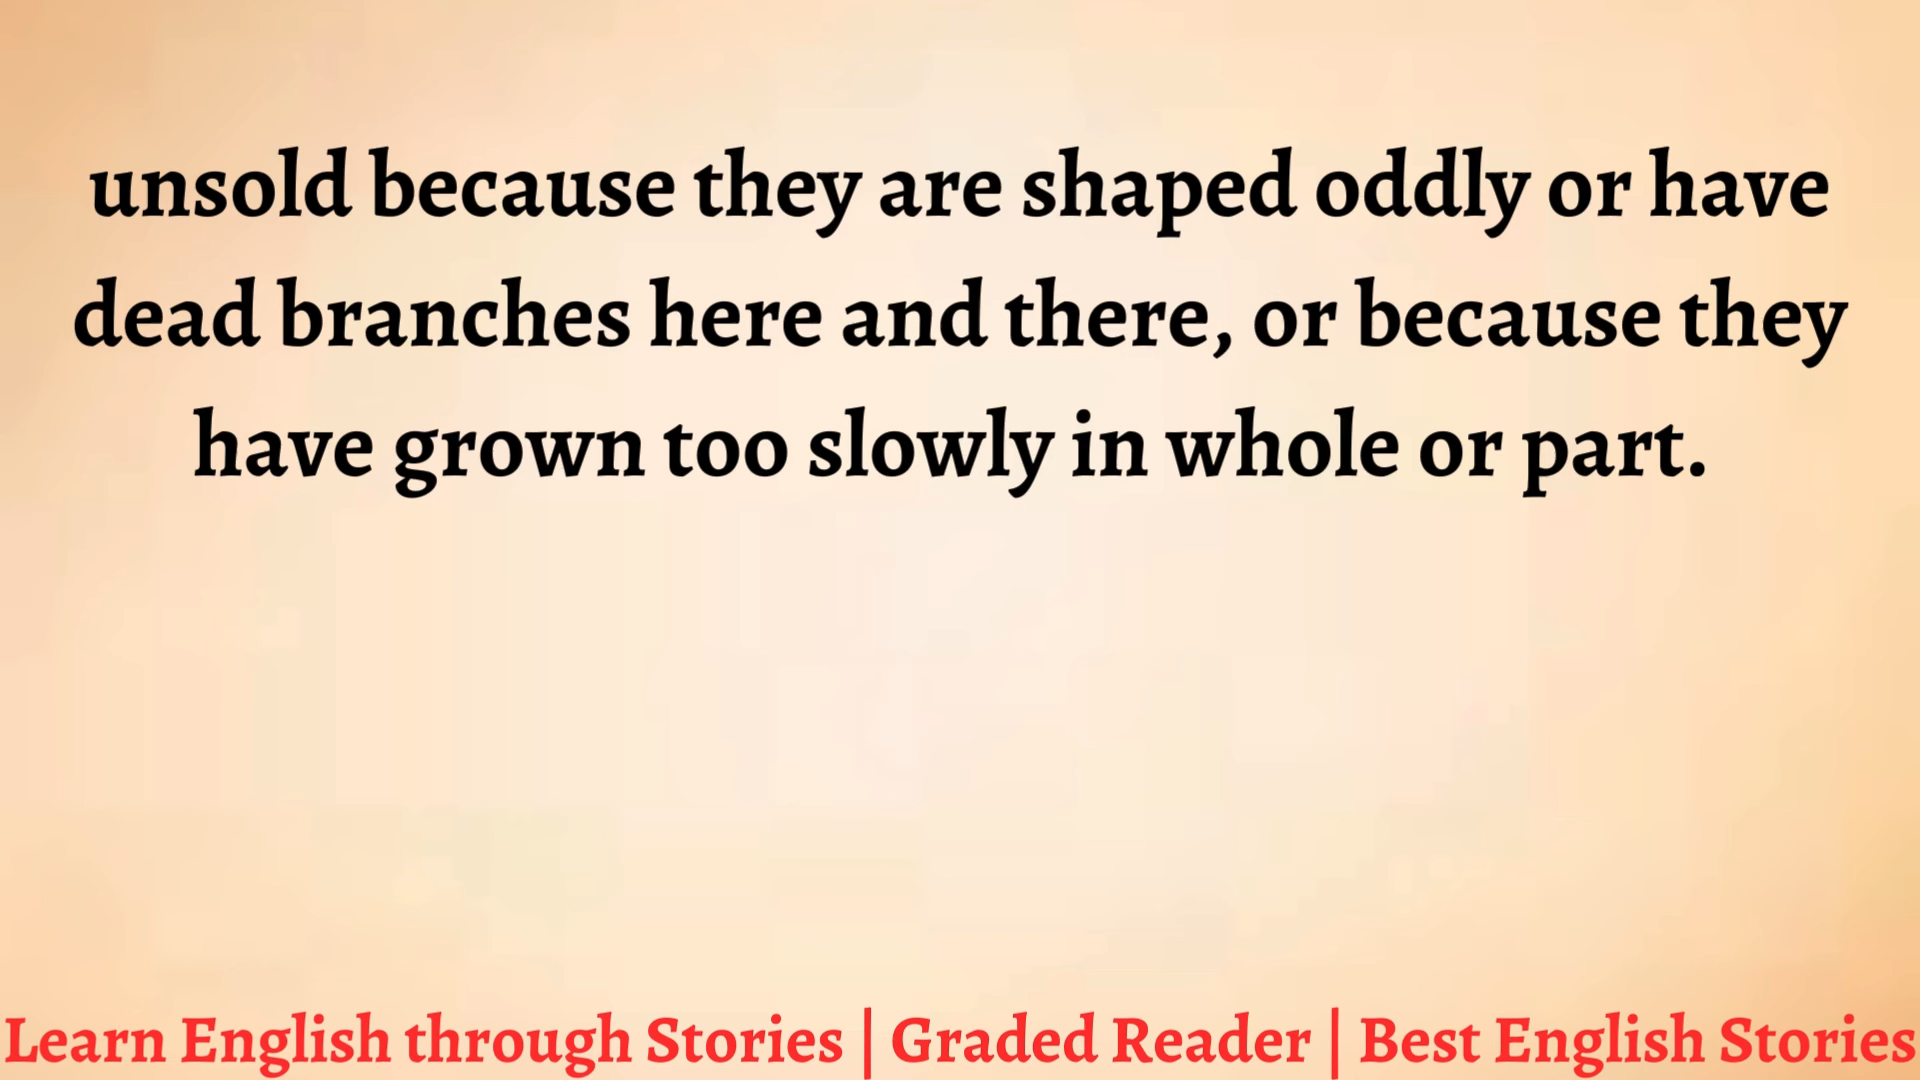 unsold because they are shaped oddly or have
dead branches here and there, or because they
have grown too slowly in whole or part.
Learn English through Stories | Graded Reader | Best English Stories